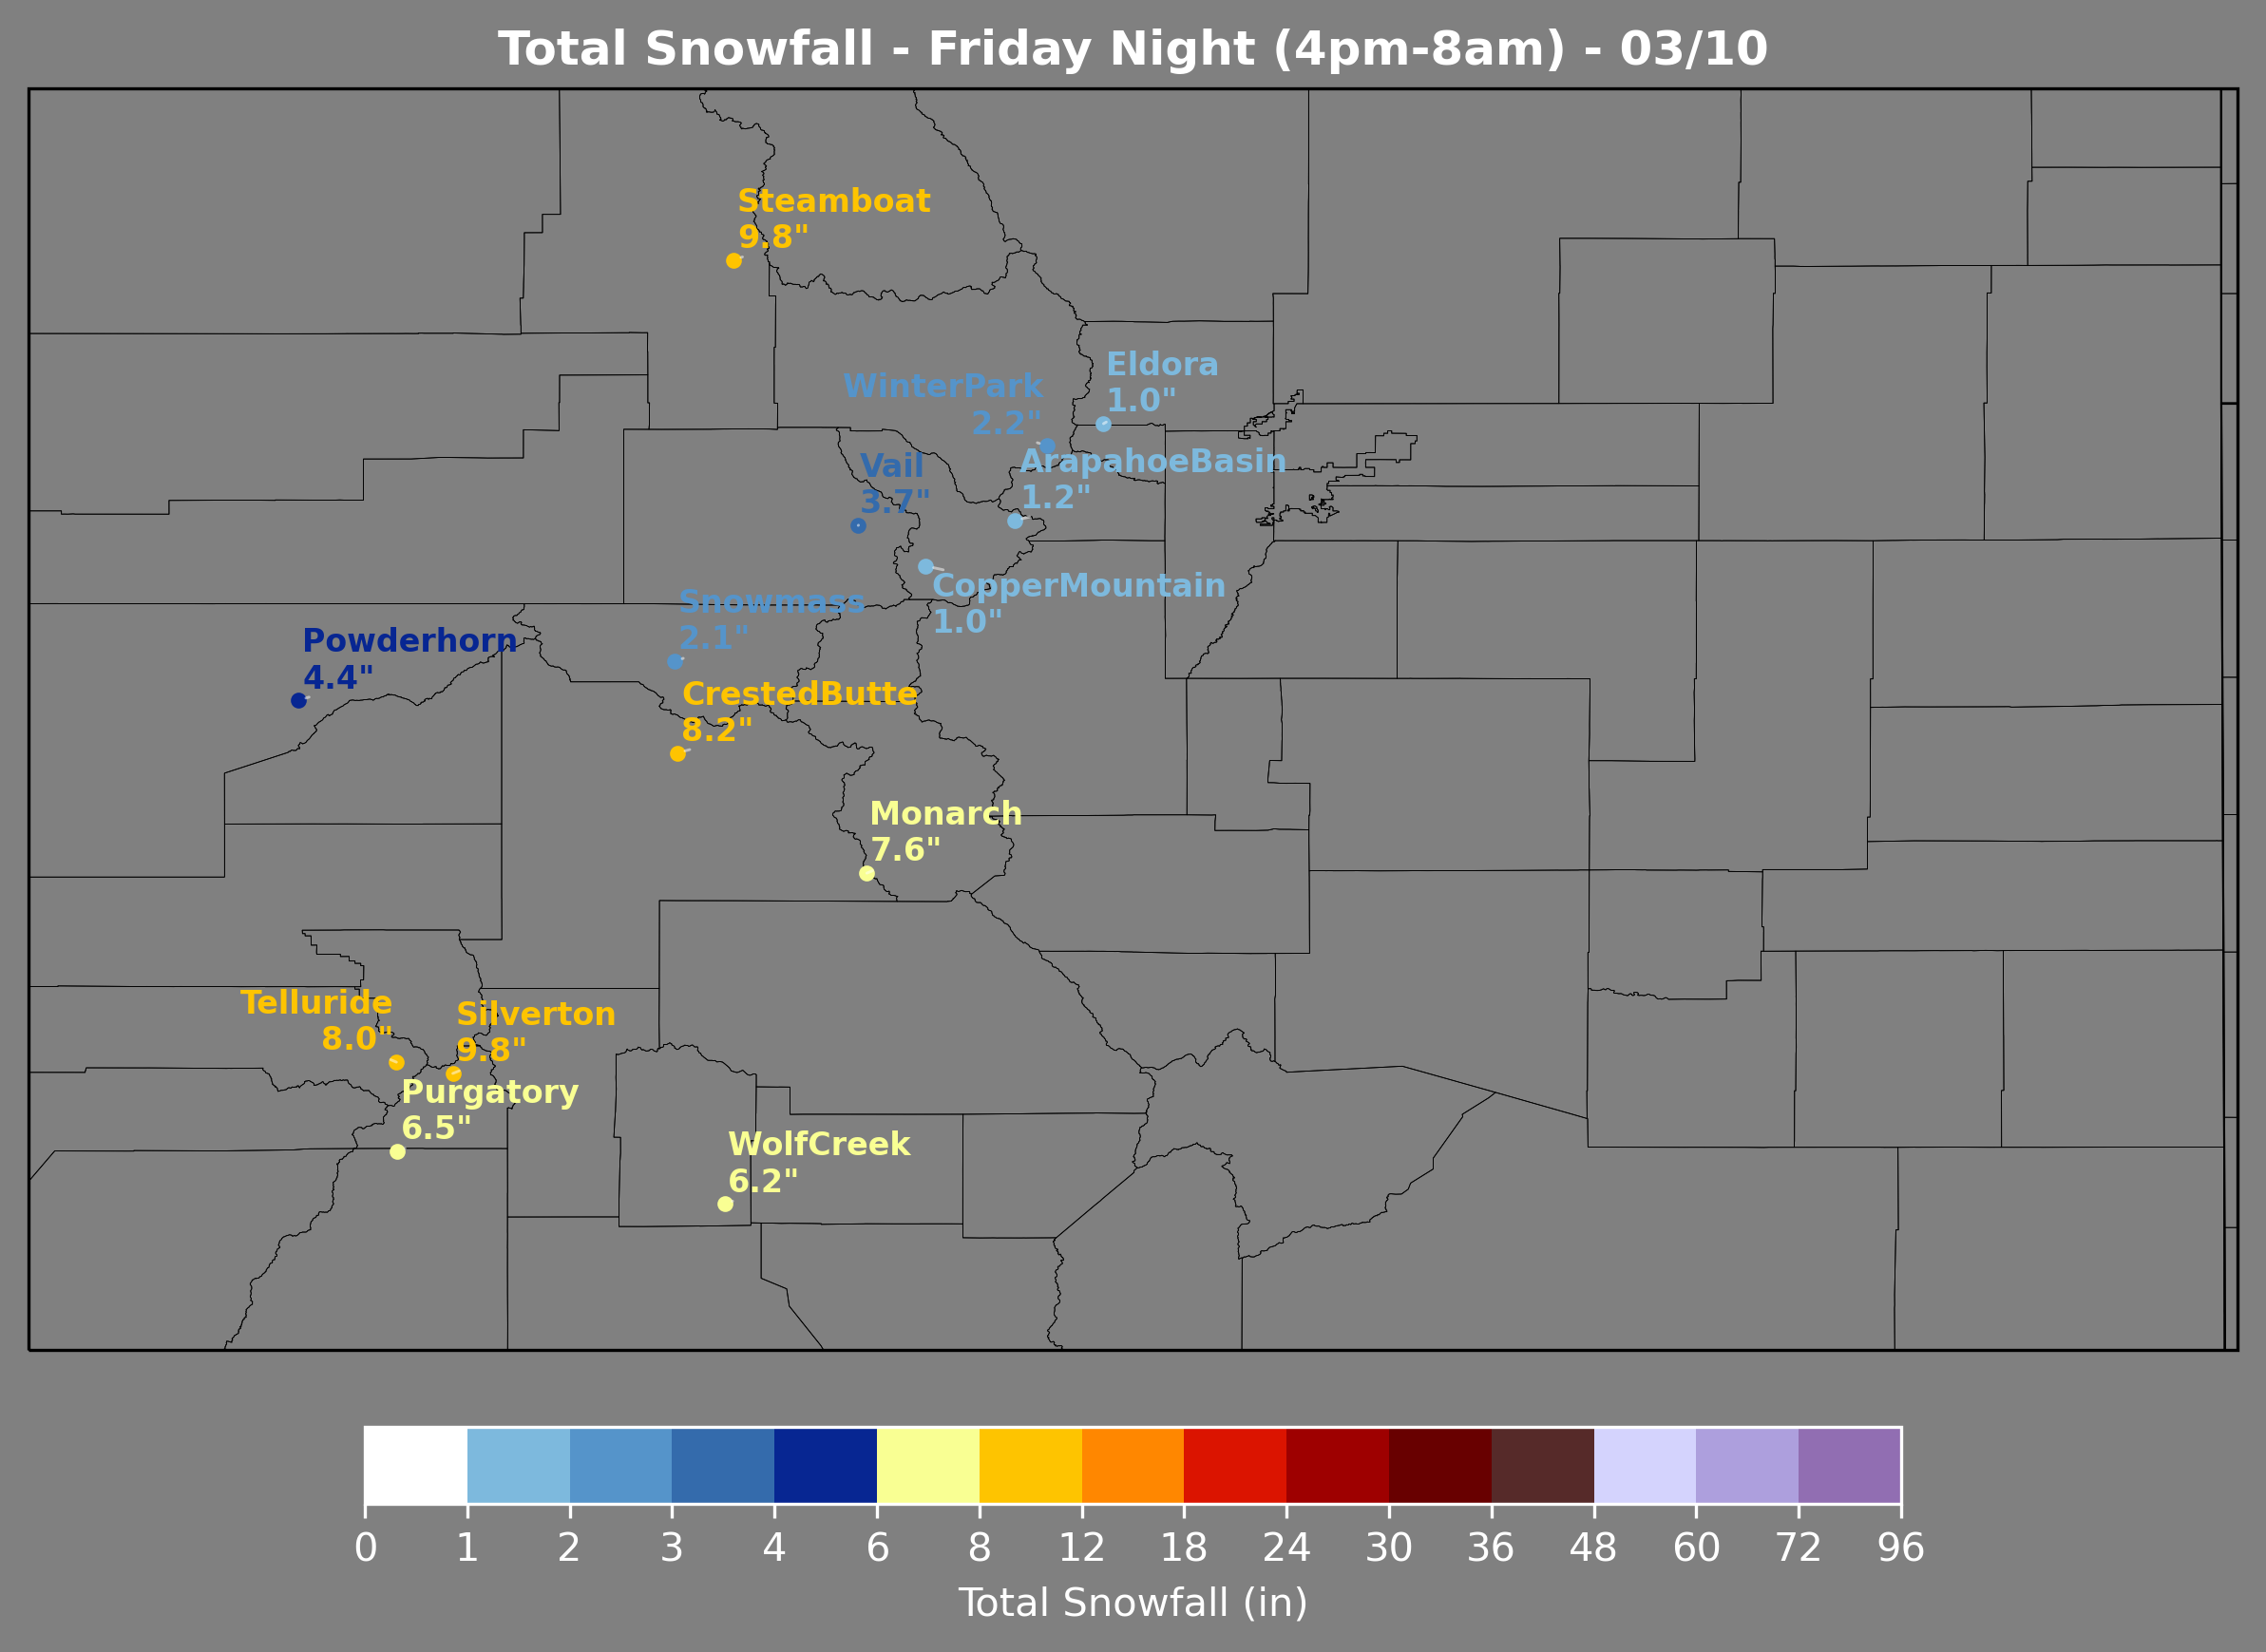 Total Snowfall - Friday Night (4pm-8am) - 03/10
Steamboat
9.8"
Eldora
1.0"
WinterPark
2.2"
ArapahoeBasin
1.2"
Vail
3.7"
CopperMountain
1.0"
Snowmass
2.1"
Powderhorn
4.4"
CrestedButte
8.2"
Monarch
7.6"
Telluride
8.0"
Silverton
9.8"
Purgatory
6.5"
WolfCreek
6.2"
0 1 2 3 4 6 8 12 18 24 30 36 48 60 72 96
Total Snowfall (in)